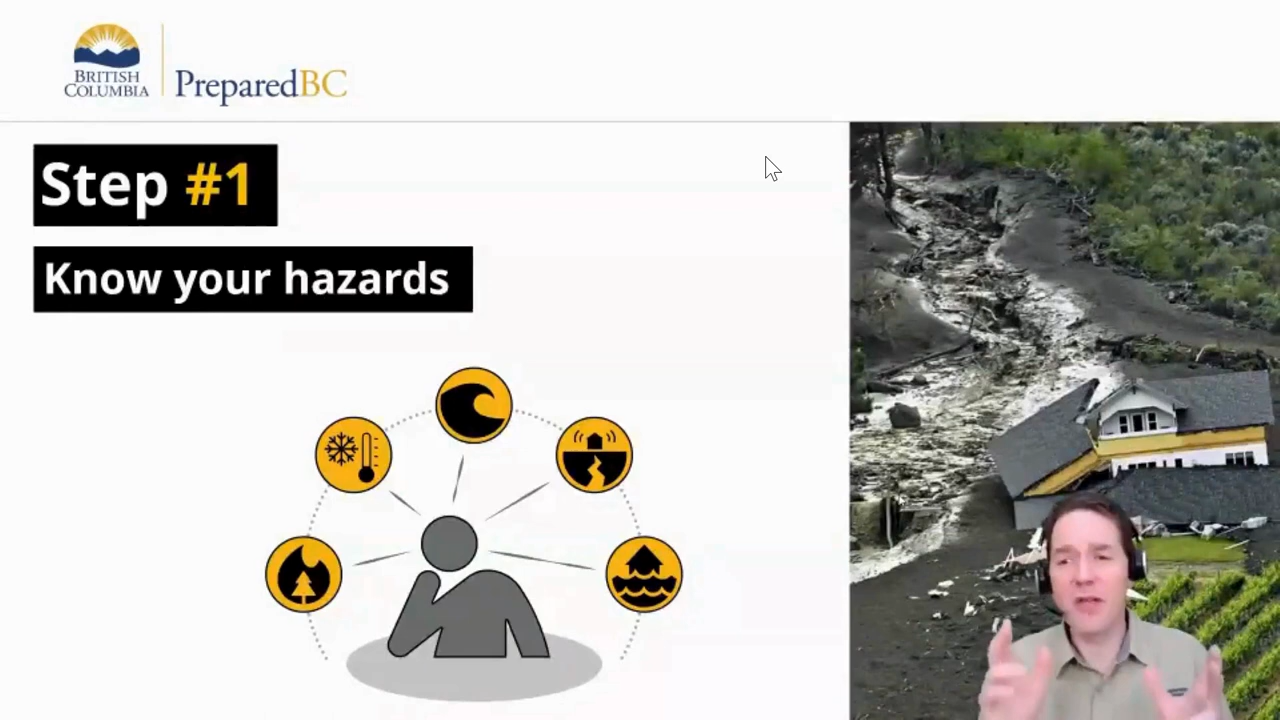 BRITISH
COLUMBIA
PreparedBC
Step #1
Know your hazards